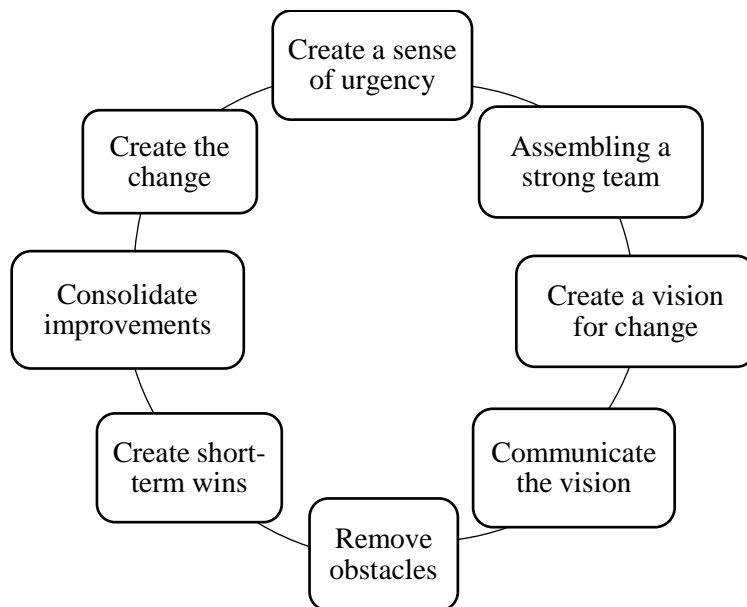 Create a sense
of urgency
Assembling a
strong team
Create a vision
for change
Communicate
the vision
Remove
obstacles
Create short-
term wins
Consolidate
improvements
Create the
change